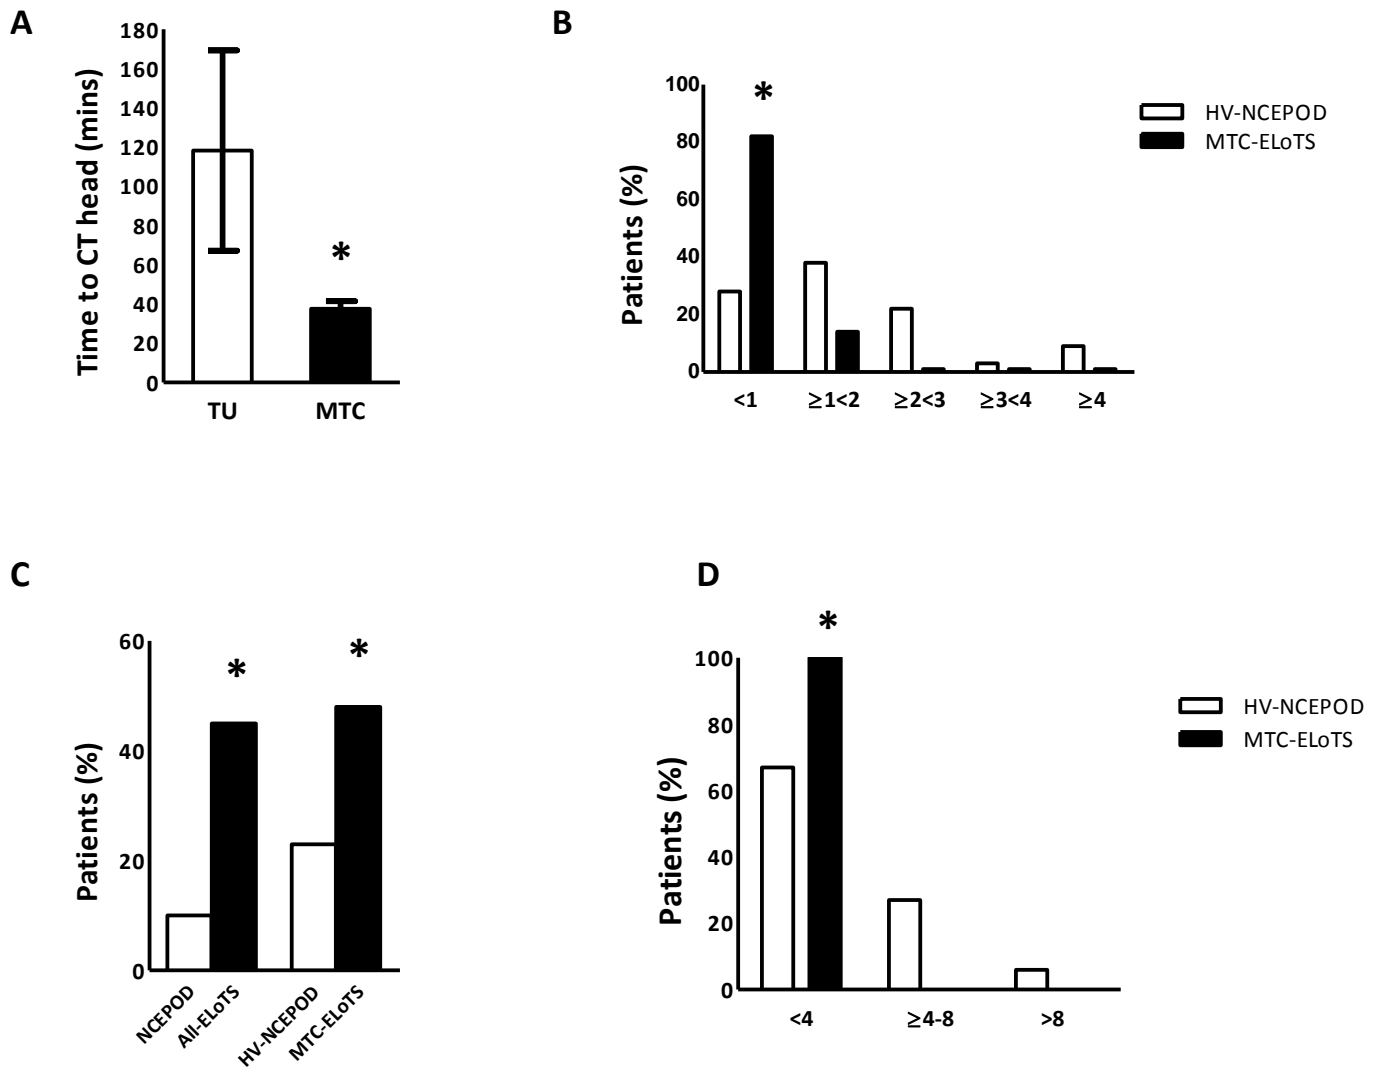 A
Time to CT head (mins)
180
160
140
120
100
80
60
40
20
0
*
TU MTC
B
Patients (%)
100
80
60
40
20
0
*
<1 ≥1<2 ≥2<3 ≥3<4 ≥4
HV-NCEPOD
MTC-ELoTS
C
Patients (%)
60
40
20
0
* *
NCEPOD
All-ELoTS
HV-NCEPOD
MTC-ELoTS
D
Patients (%)
100
80
60
40
20
0
*
<4 ≥4-8 >8
HV-NCEPOD
MTC-ELoTS